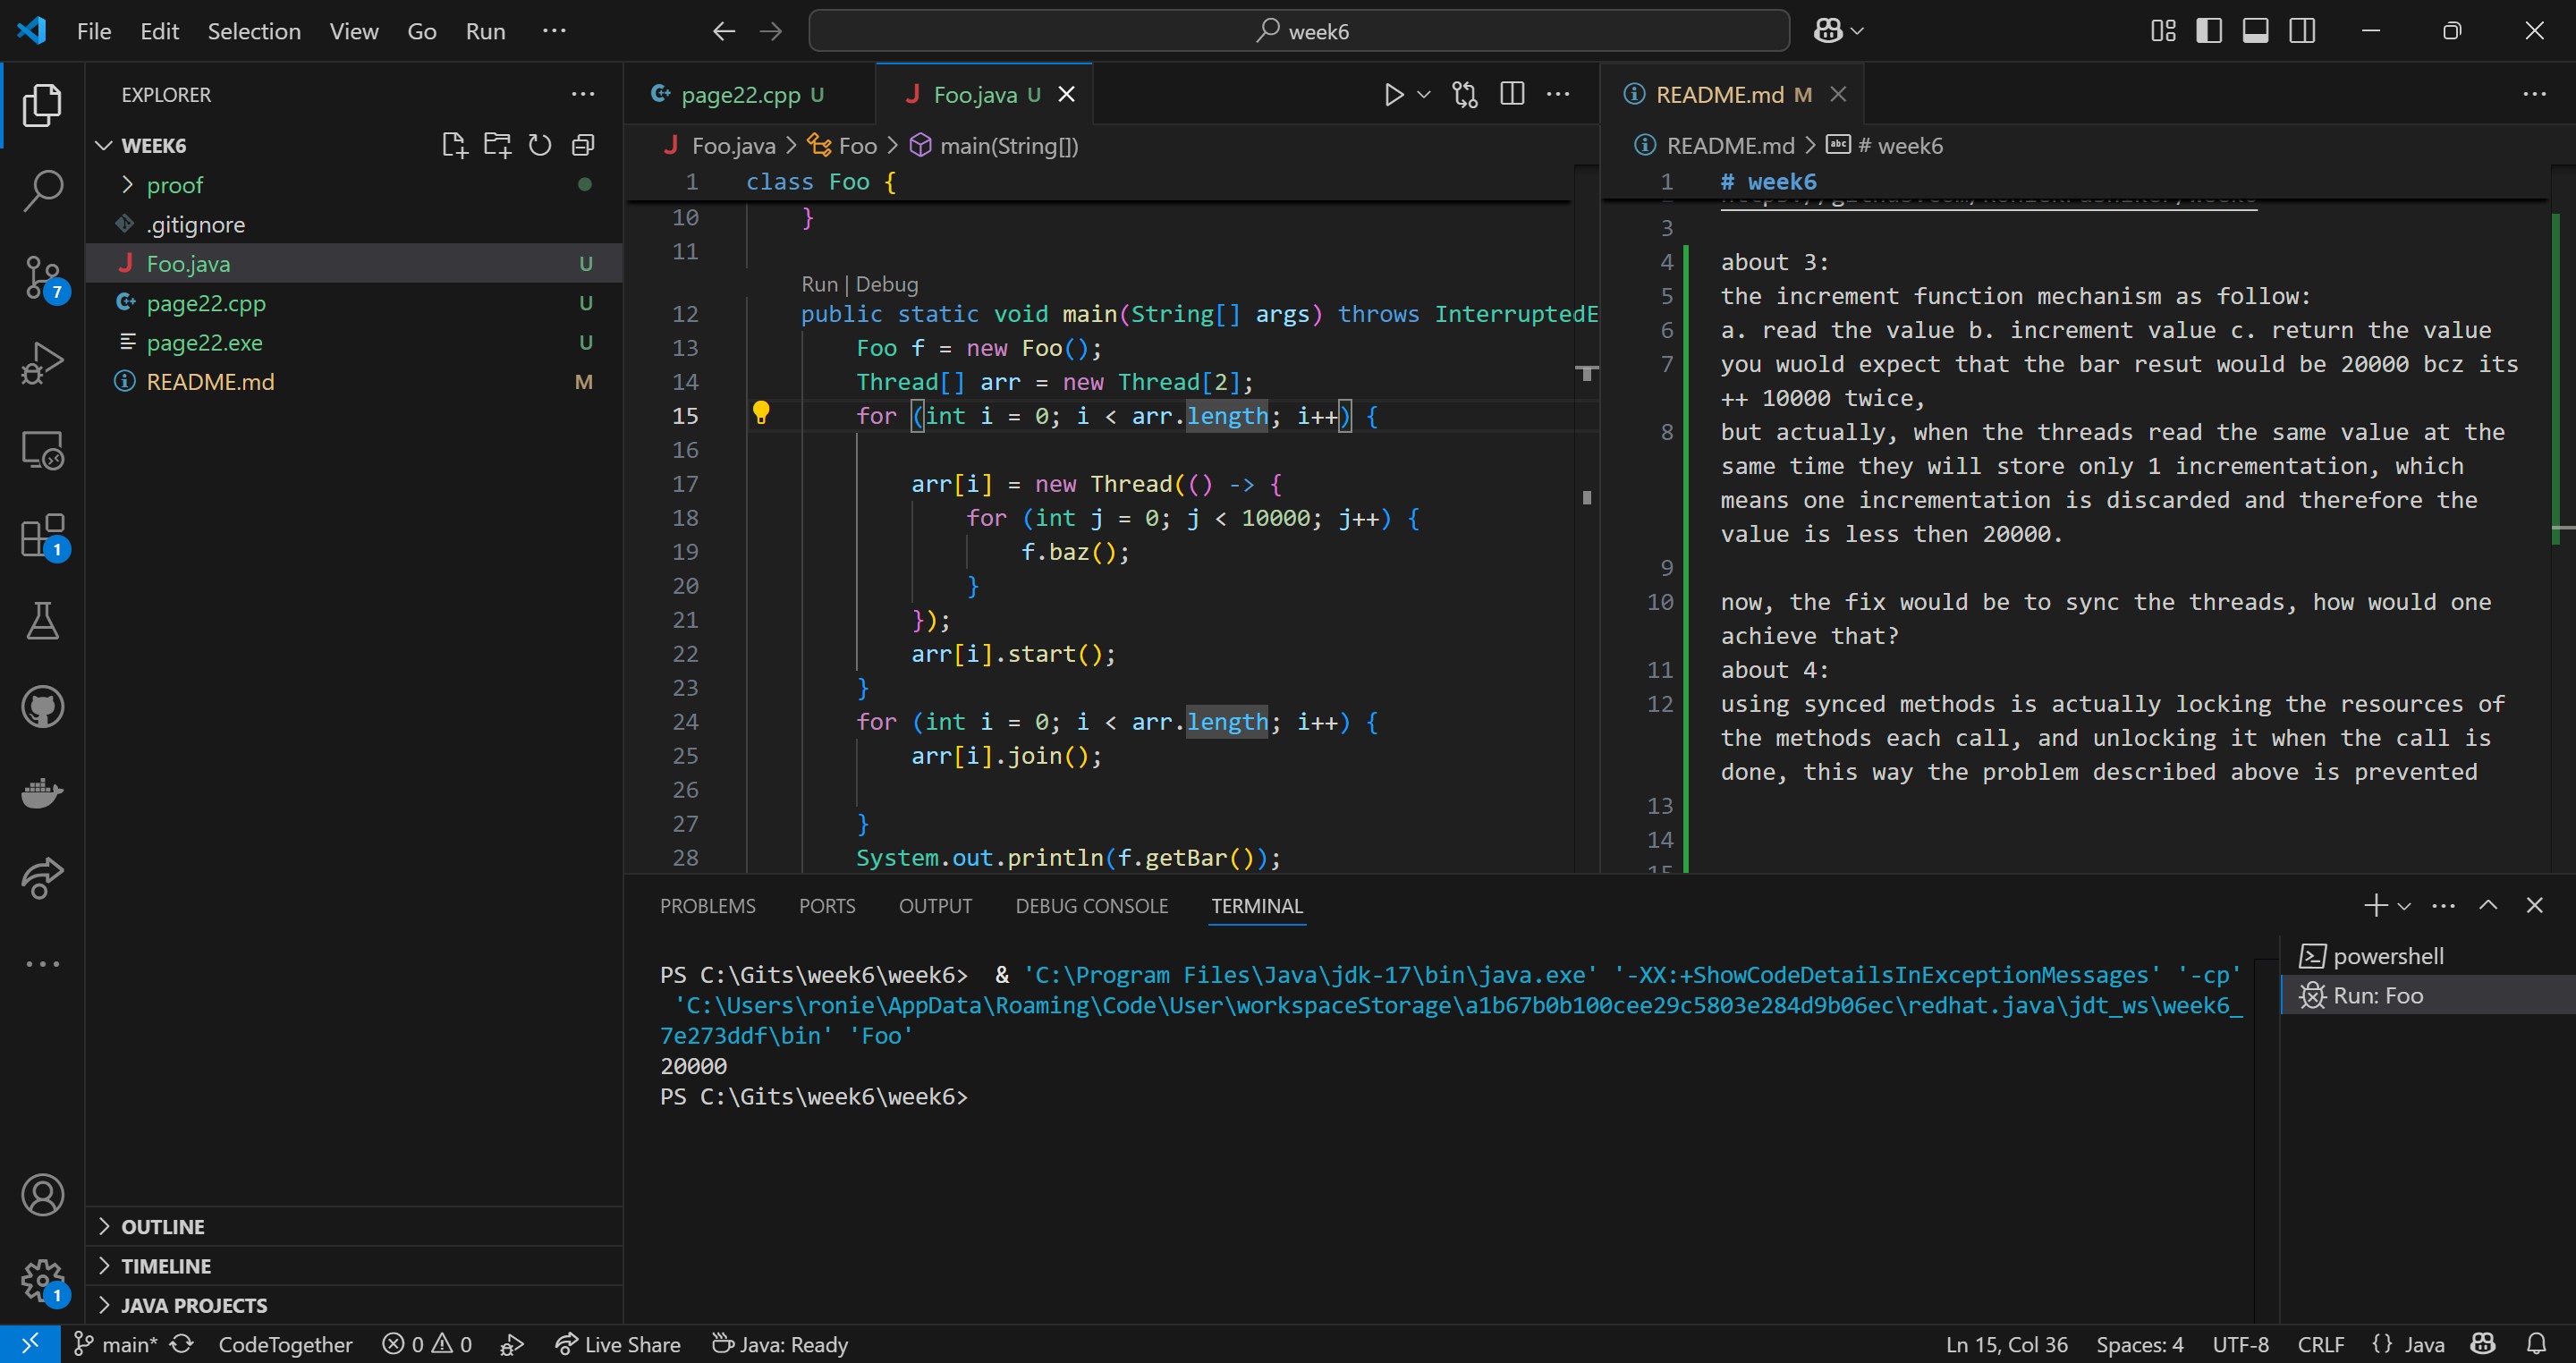 File Edit Selection View Go Run ... week6
EXPLORER
WEEK6
proof
.gitignore
Foo.java U
page22.cpp U
page22.exe U
README.md M
OUTLINE
TIMELINE
JAVA PROJECTS
7
1
1
page22.cpp U Foo.java U
Foo.java > Foo > main(String[])
1 class Foo {
10 }
11
Run | Debug
12 public static void main(String[] args) throws InterruptedE
13 Foo f = new Foo();
14 Thread[] arr = new Thread[2];
15 for (int i = 0; i < arr.length; i++) {
16
17 arr[i] = new Thread(() -> {
18 for (int j = 0; j < 10000; j++) {
19 f.baz();
20 }
21 });
22 arr[i].start();
23 }
24 for (int i = 0; i < arr.length; i++) {
25 arr[i].join();
26
27 }
28 System.out.println(f.getBar());
README.md M
README.md > # week6
1 # week6
3
4 about 3:
5 the increment function mechanism as follow:
6 a. read the value b. increment value c. return the value
7 you wuold expect that the bar resut would be 20000 bcz its
++ 10000 twice,
8 but actually, when the threads read the same value at the
same time they will store only 1 incrementation, which
means one incrementation is discarded and therefore the
value is less then 20000.
9
10 now, the fix would be to sync the threads, how would one
achieve that?
11 about 4:
12 using synced methods is actually locking the resources of
the methods each call, and unlocking it when the call is
done, this way the problem described above is prevented
13
14
PROBLEMS PORTS OUTPUT DEBUG CONSOLE TERMINAL
PS C:\Gits\week6\week6> & 'C:\Program Files\Java\jdk-17\bin\java.exe' '-XX:+ShowCodeDetailsInExceptionMessages' '-cp'
'C:\Users\ronie\AppData\Roaming\Code\User\workspaceStorage\a1b67b0b100cee29c5803e284d9b06ec\redhat.java\jdt_ws\week6_
7e273ddf\bin' 'Foo'
20000
PS C:\Gits\week6\week6>
powershell
Run: Foo
main* CodeTogether 0 0 Live Share Java: Ready Ln 15, Col 36 Spaces: 4 UTF-8 CRLF {} Java